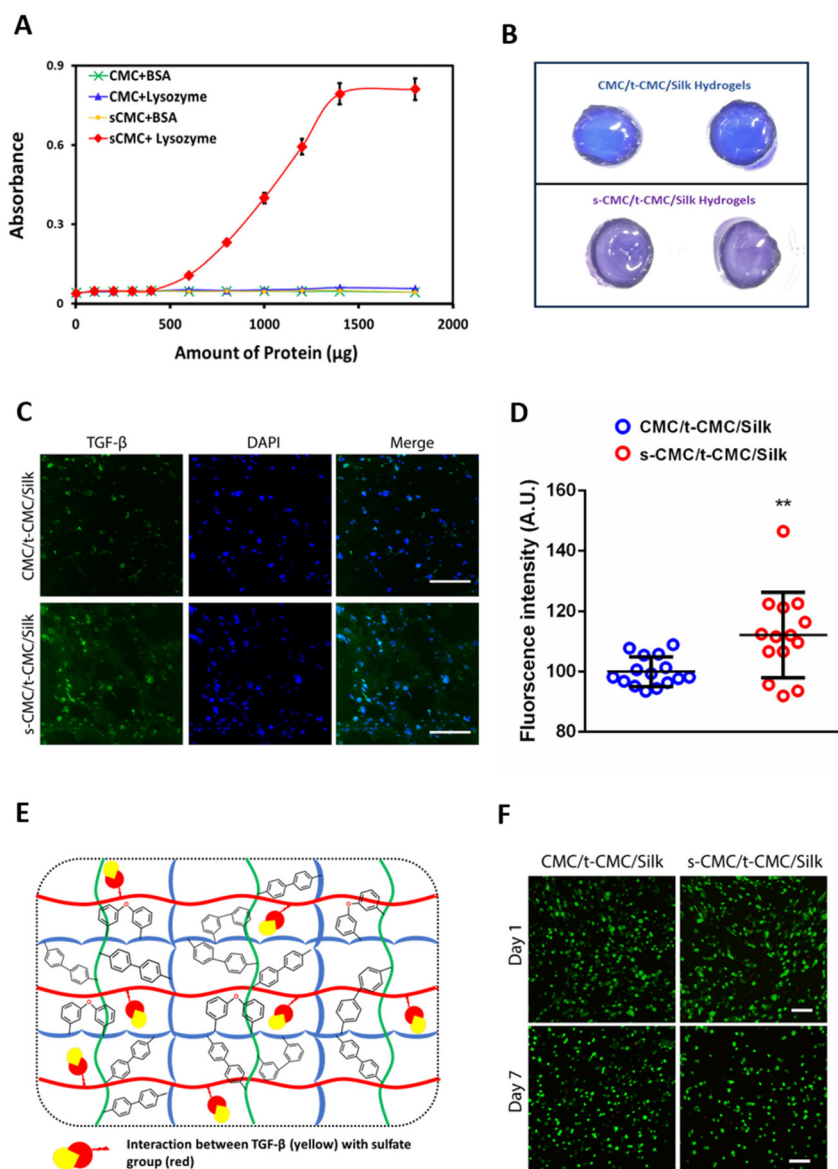 A
0.9
0.6
0.3
0
Absorbance
CMC+BSA
CMC+Lysozyme
sCMC+BSA
sCMC+ Lysozyme
0
500
1000
1500
2000
Amount of Protein (µg)
B
CMC/t-CMC/Silk Hydrogels
s-CMC/t-CMC/Silk Hydrogels
C
TGF-β
DAPI
Merge
CMC/t-CMC/Silk
s-CMC/t-CMC/Silk
D
CMC/t-CMC/Silk
s-CMC/t-CMC/Silk
Fluorescence intensity (A.U.)
160
140
120
100
80
**
E
O
O
O
O
Interaction between TGF-β (yellow) with sulfate
group (red)
F
CMC/t-CMC/Silk
s-CMC/t-CMC/Silk
Day 1
Day 7